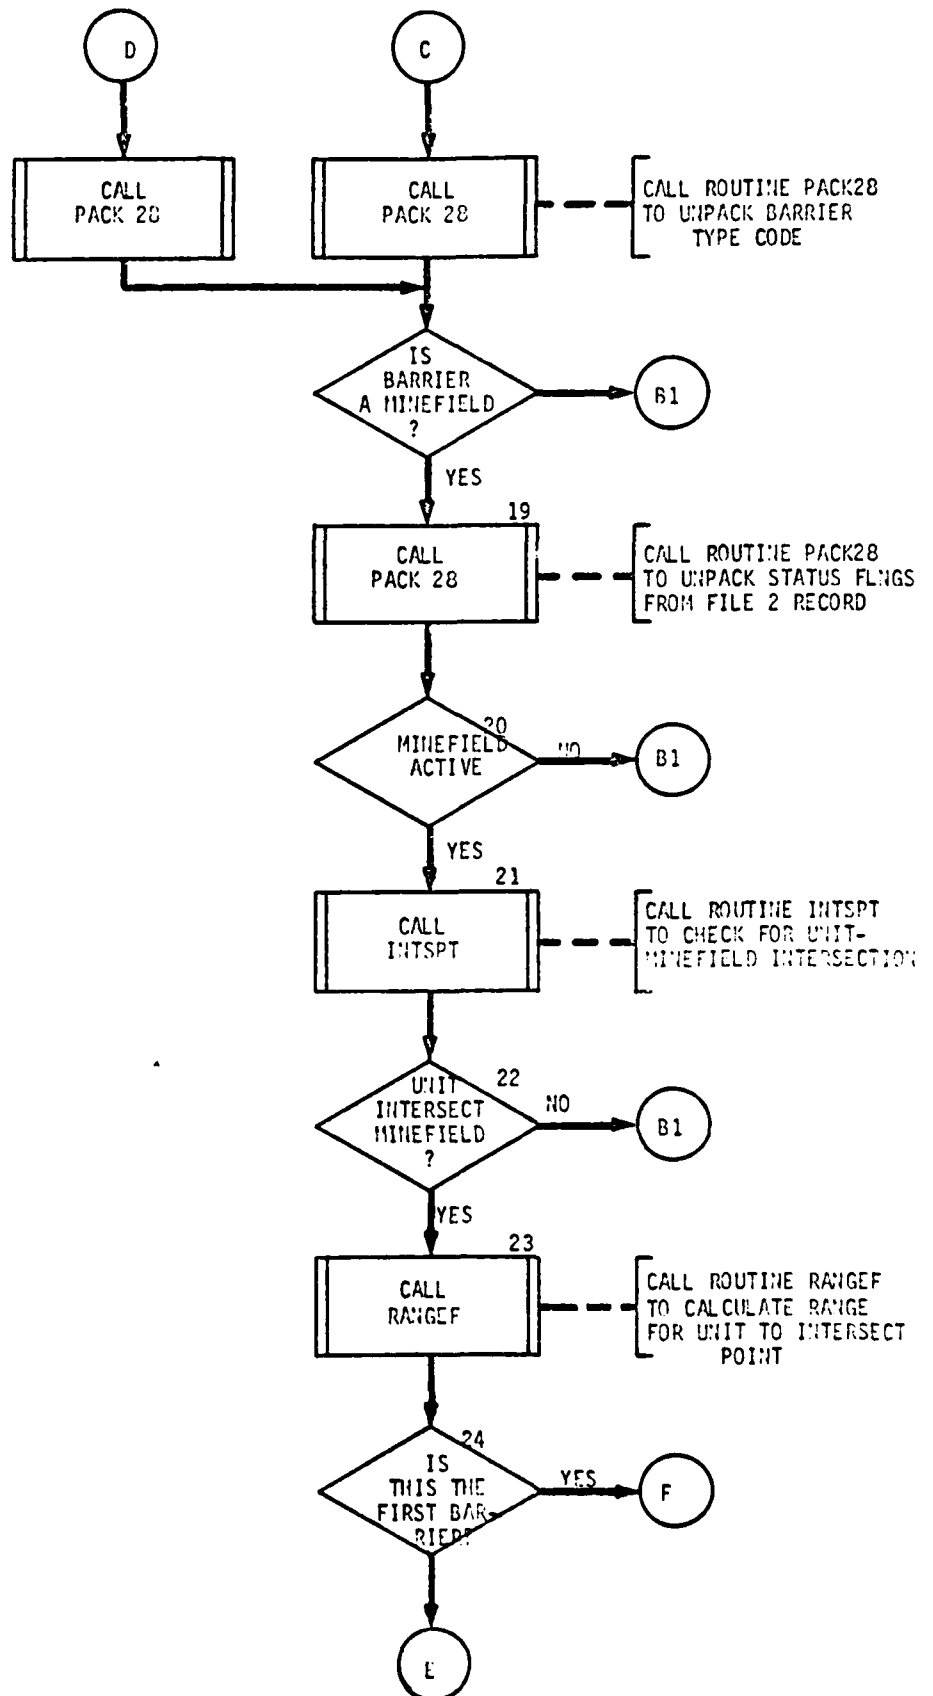 D
C
CALL
PACK 28
CALL
PACK 28
CALL ROUTINE PACK28
TO UNPACK BARRIER
TYPE CODE
IS
BARRIER
A MINEFIELD
?
B1
YES
19
CALL
PACK 28
CALL ROUTINE PACK28
TO UNPACK STATUS FLNGS
FROM FILE 2 RECORD
20
MINEFIELD
ACTIVE
NO
B1
YES
21
CALL
INTSPT
CALL ROUTINE INTSPT
TO CHECK FOR UNIT-
MINEFIELD INTERSECTION
22
UNIT
INTERSECT
MINEFIELD
?
NO
B1
YES
23
CALL
RANGEF
CALL ROUTINE RANGEF
TO CALCULATE RANGE
FOR UNIT TO INTERSECT
POINT
24
IS
THIS THE
FIRST BAR-
RIER?
YES
F
E